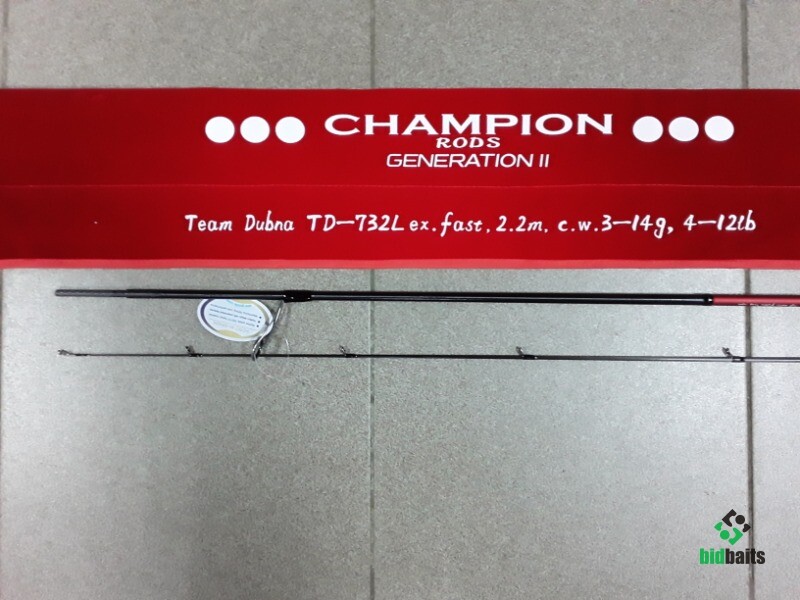 CHAMPION
RODS
GENERATION II
Team Dubna TD-732L ex.fast, 2.2m, c.w.3-14g, 4-12lb
bidbaits